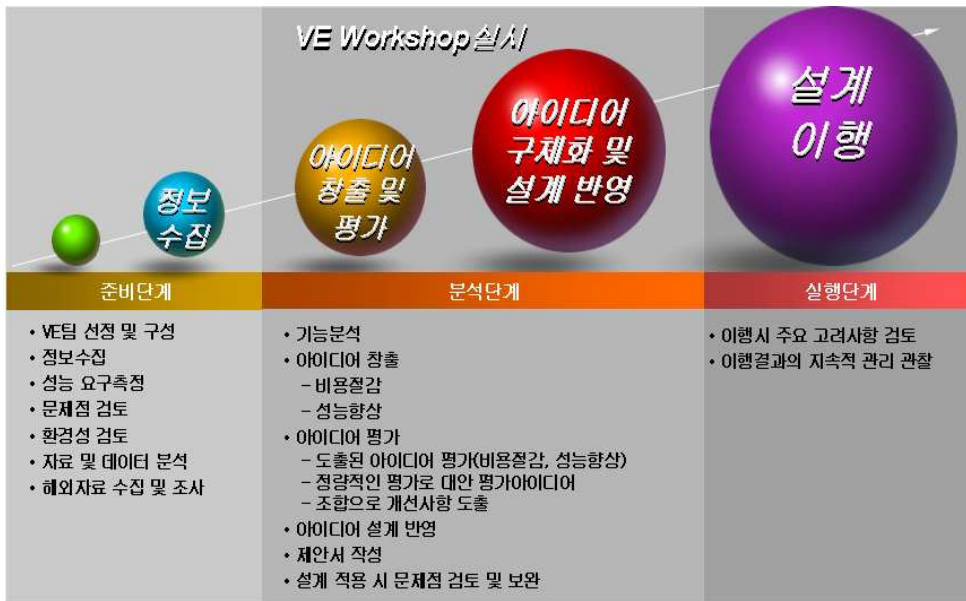 VE Workshop실시
정보
수집
아이디어
창출 및
평가
아이디어
구체화 및
설계 반영
설계
이행
준비단계
분석단계
실행단계
• VE팀 선정 및 구성
• 정보수집
• 성능 요구측정
• 문제점 검토
• 환경성 검토
• 자료 및 데이터 분석
• 해외자료 수집 및 조사
• 기능분석
• 아이디어 창출
– 비용절감
– 성능향상
• 아이디어 평가
– 도출된 아이디어 평가(비용절감, 성능향상)
– 정량적인 평가로 대안 평가아이디어
– 조합으로 개선사항 도출
• 아이디어 설계 반영
• 제안서 작성
• 설계 적용 시 문제점 검토 및 보완
• 이행시 주요 고려사항 검토
• 이행결과의 지속적 관리 관찰